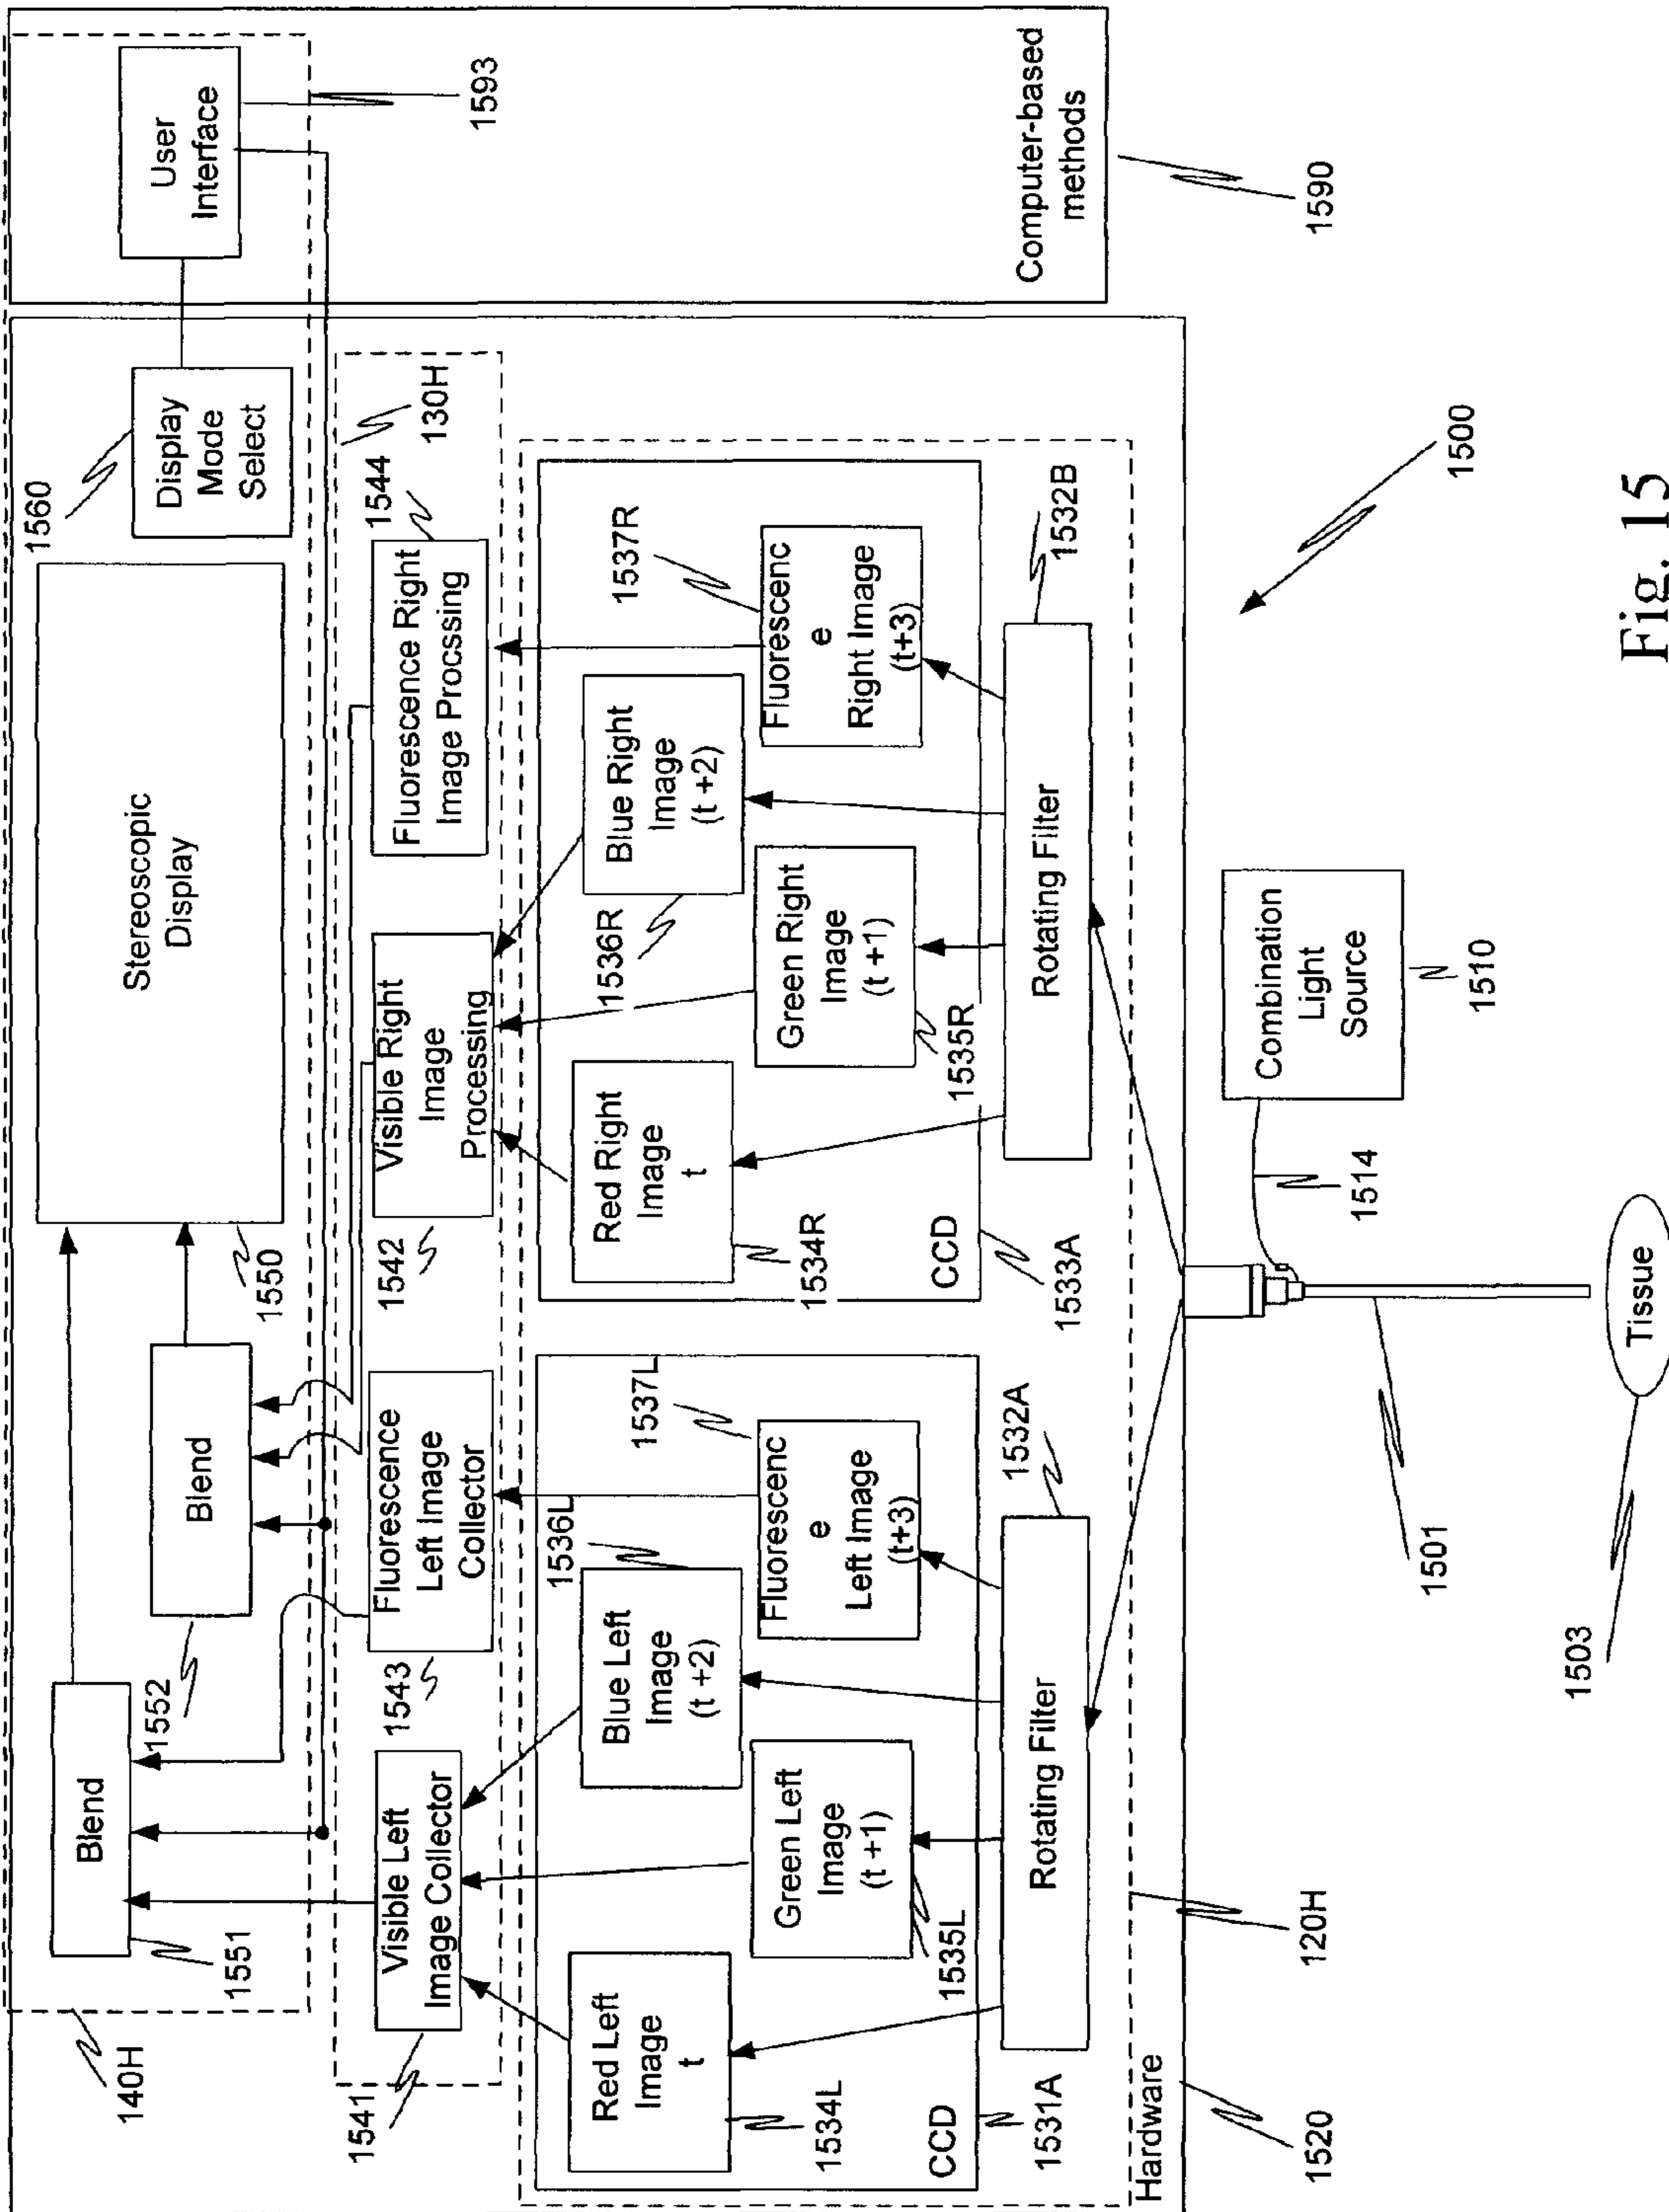 1560
Stereoscopic
Display
Display
Mode
Select
User
Interface
1593
Blend
1551
Blend
1552
1550
140H
1541
Visible Left
Image Collector
1543
Fluorescence
Left Image
Collector
1542
Visible Right
Image
Processing
Fluorescence Right
Image Procssing
1544
130H
Red Left
Image
t
1534L
Green Left
Image
(t +1)
1535L
Blue Left
Image
(t +2)
1536L
Fluorescenc
e
Left Image
(t+3)
1537L
CCD
1531A
Red Right
Image
t
1534R
Green Right
Image
(t +1)
1535R
Blue Right
Image
(t +2)
1536R
Fluorescenc
e
Right Image
(t+3)
1537R
CCD
1533A
Rotating Filter
1532A
Rotating Filter
1532B
Computer-based
methods
1590
Hardware
1520
120H
1501
1514
Combination
Light
Source
1510
1503
Tissue
1500
Fig. 15